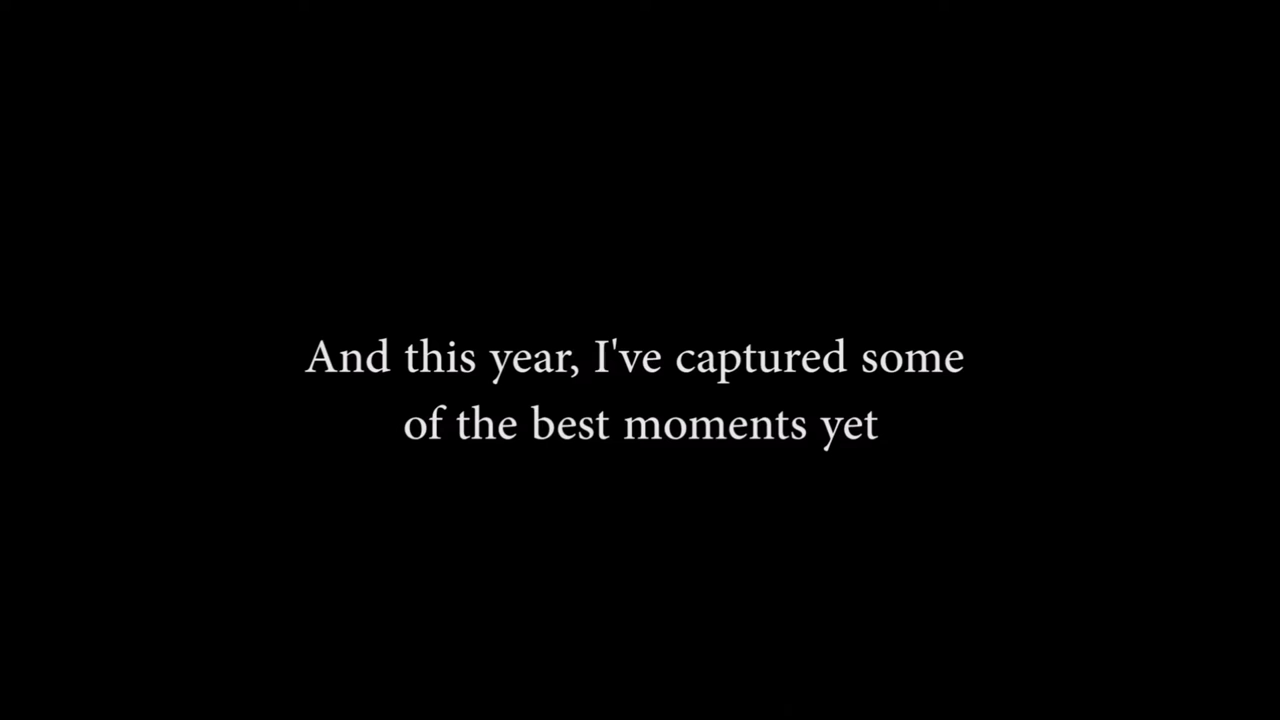 And this year, I've captured some
of the best moments yet